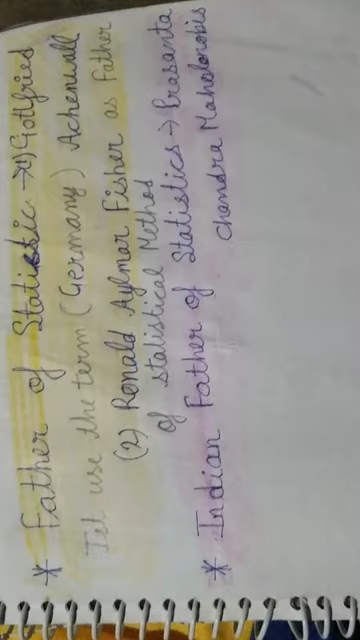 * Father of Statistic → 1) Gotfried
Ist use the term (Germany) Achenwall
(2) Ronald Aylmar Fisher as Father
of statistical Method
* Indian Father of Statistics → Prasanta
chandra Mahalanobis